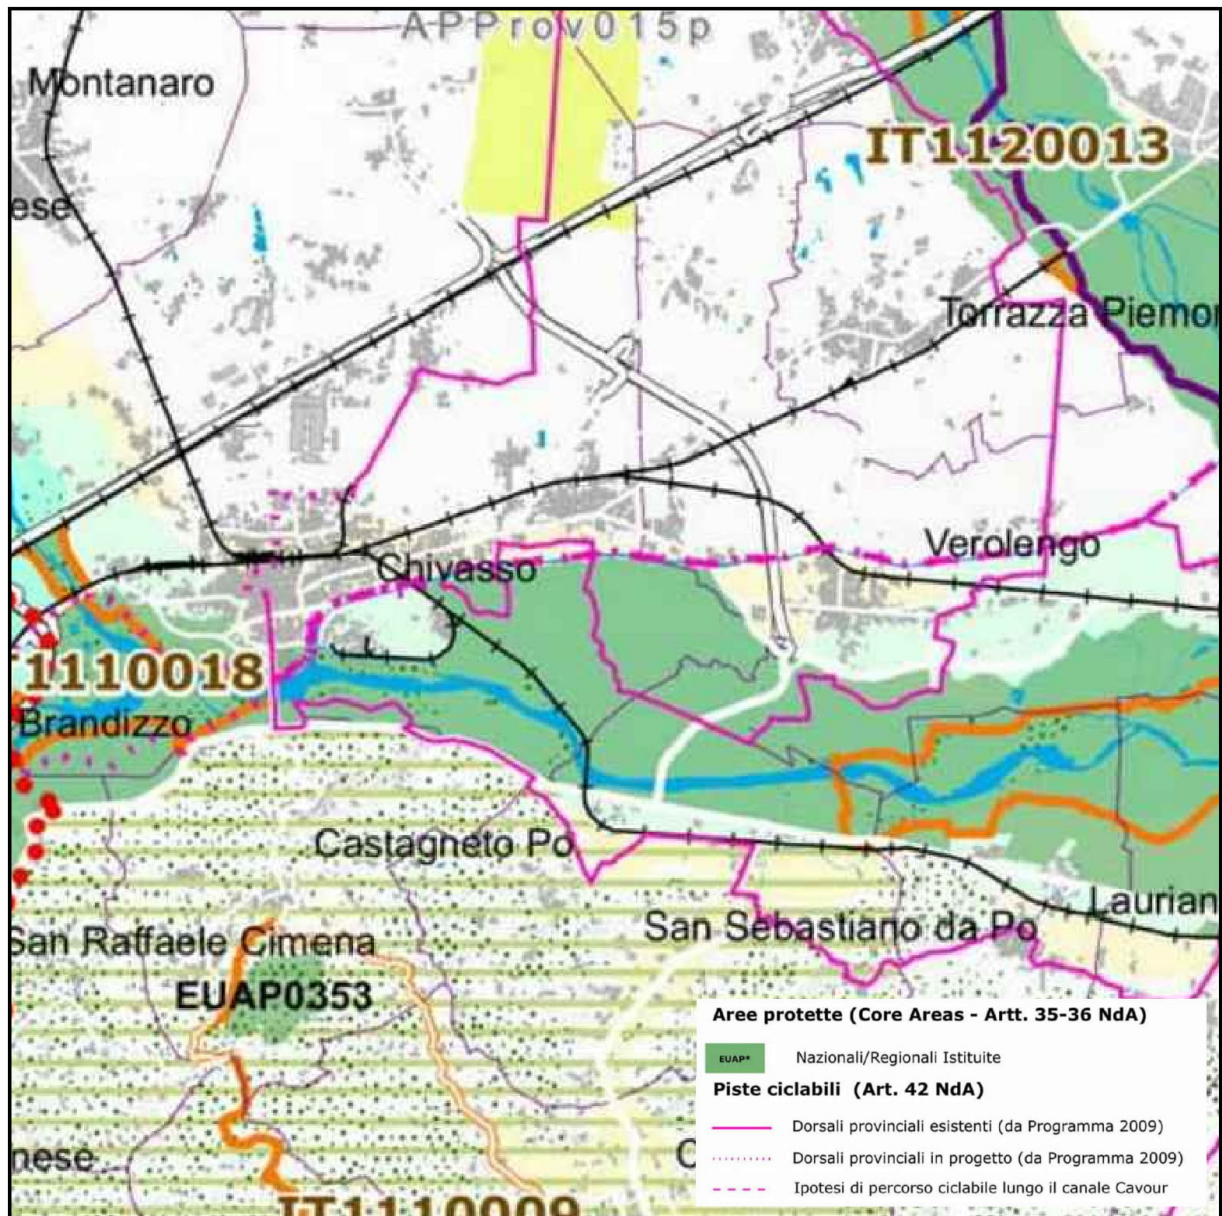 APProv015p
Montanaro
IT1120013
ese
Torrazza Piemor
Verolengo
Chivasso
1110018
Brandizzo
Castagneto Po
Laurian
San Sebastiano da Po
San Raffaele Cimena
EUAP0353
Aree protette (Core Areas - Artt. 35-36 NdA)
EUAP* Nazionali/Regionali Istituite
Piste ciclabili (Art. 42 NdA)
Dorsali provinciali esistenti (da Programma 2009)
Dorsali provinciali in progetto (da Programma 2009)
Ipotesi di percorso ciclabile lungo il canale Cavour
nese
C
IT1110009